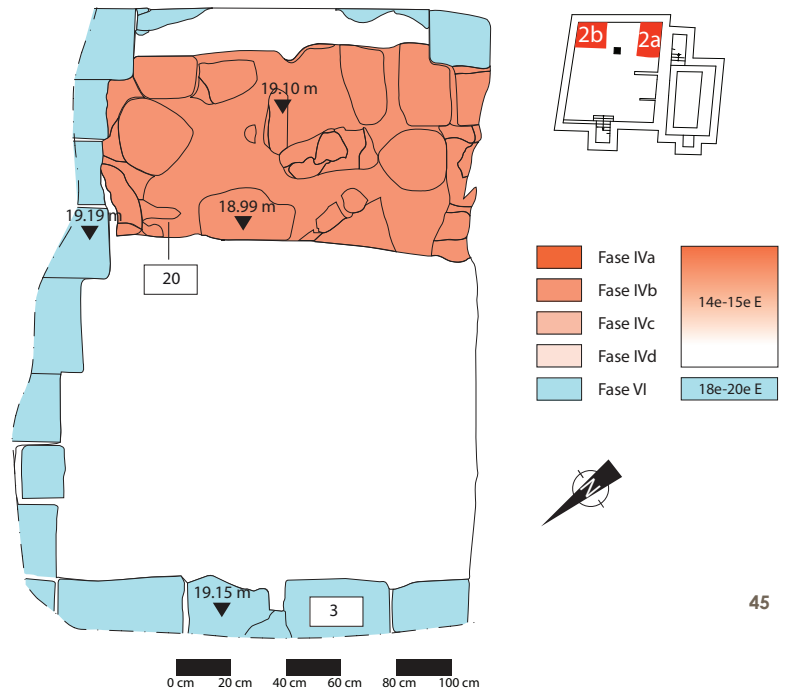 2b
2a
19.10 m
18.99 m
19.19 m
20
Fase IVa
Fase IVb
Fase IVc
Fase IVd
Fase VI
14e-15e E
18e-20e E
N
19.15 m
3
45
0 cm 20 cm 40 cm 60 cm 80 cm 100 cm